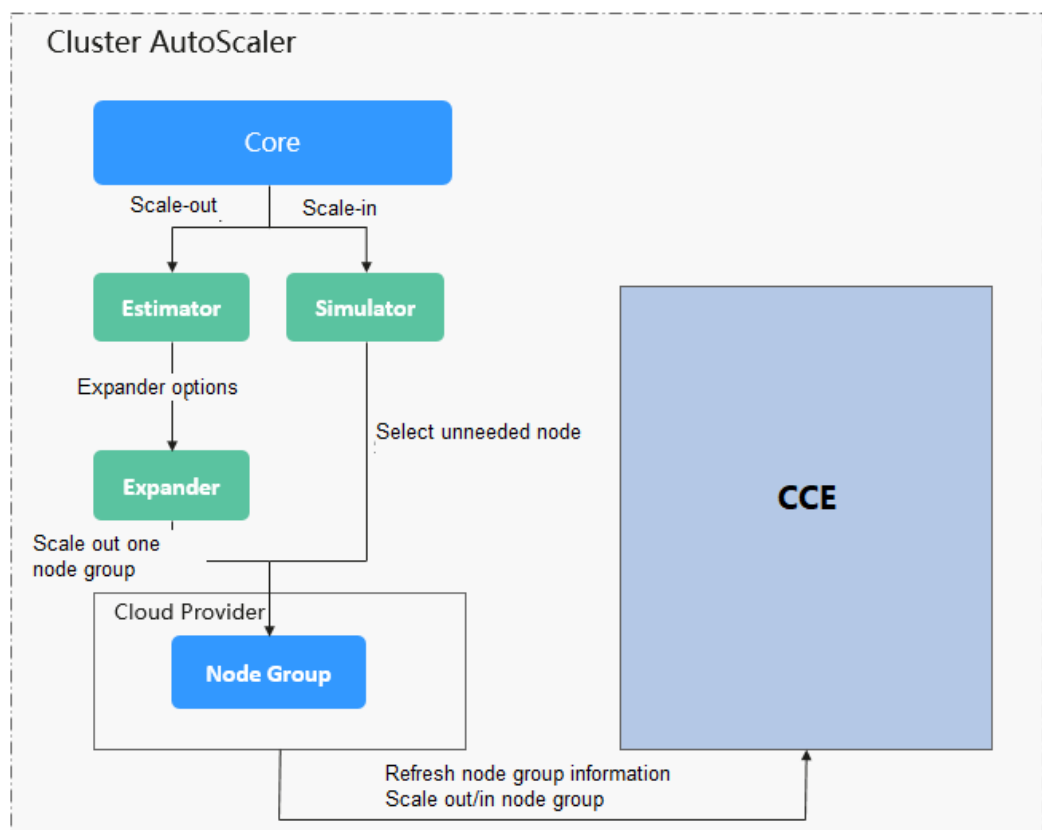 Cluster AutoScaler
Core
Scale-out
Scale-in
Estimator
Simulator
Expander options
Select unneeded node
Expander
CCE
Scale out one
node group
Cloud Provider
Node Group
Refresh node group information
Scale out/in node group